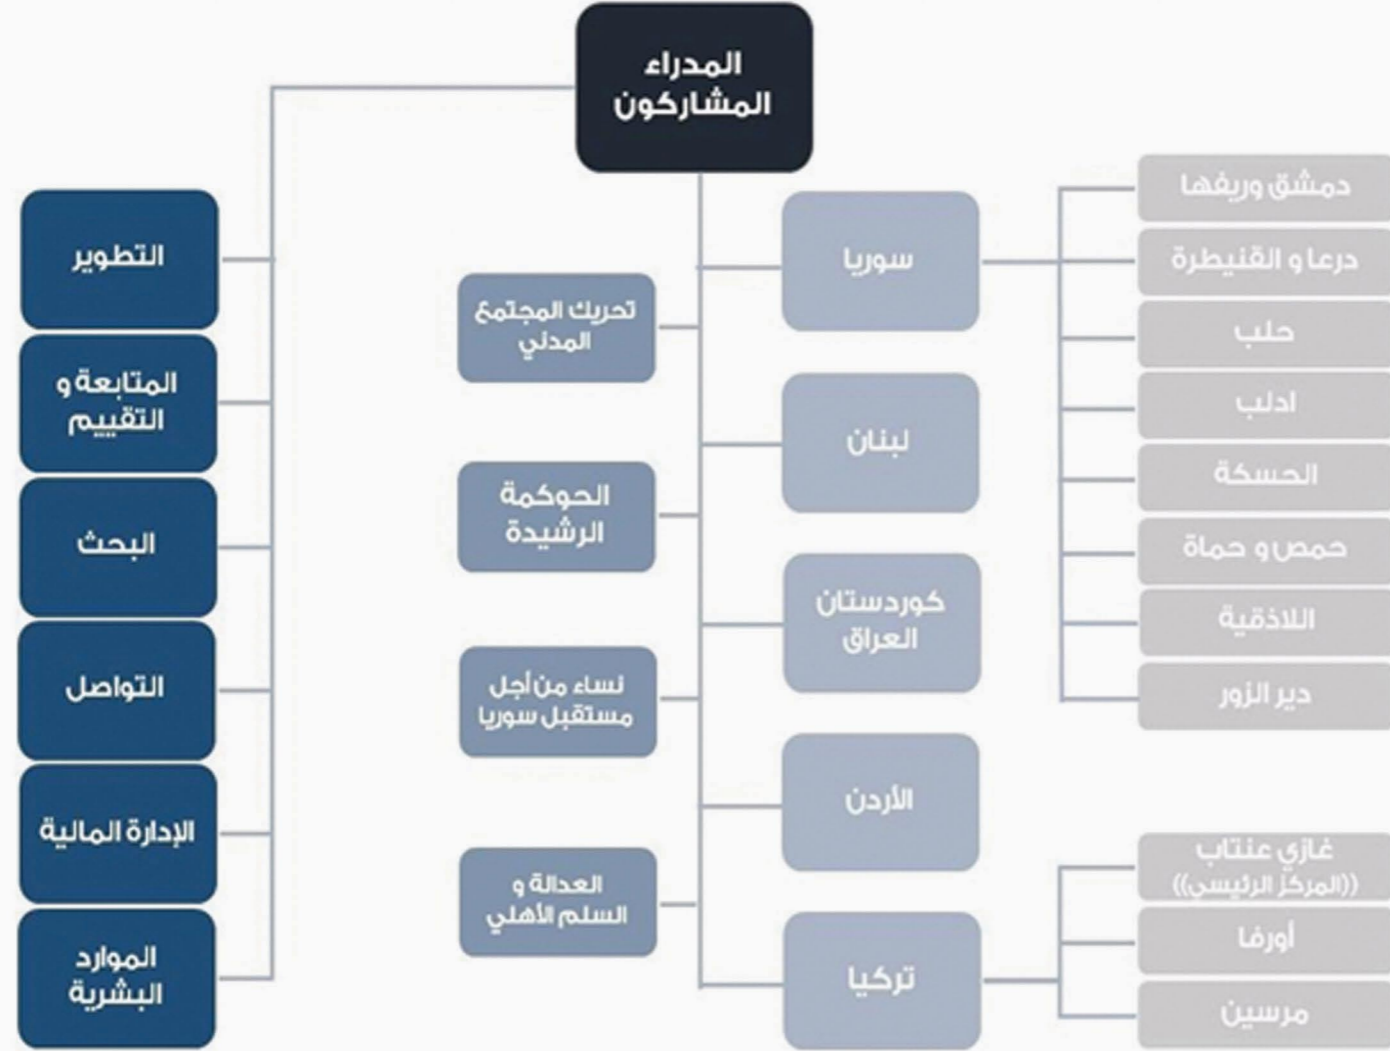 المدراء
المشاركون
دمشق وريفها
درعا و القنيطرة
حلب
ادلب
الحسكة
حمص و حماة
اللاذقية
دير الزور
غازي عنتاب
((المركز الرئيسي))
أورفا
مرسين
سوريا
لبنان
كوردستان
العراق
الأردن
تركيا
تحريك المجتمع
المدني
الحوكمة
الرشيدة
نساء من أجل
مستقبل سوريا
العدالة و
السلم الأهلي
التطوير
المتابعة و
التقييم
البحث
التواصل
الإدارة المالية
الموارد
البشرية